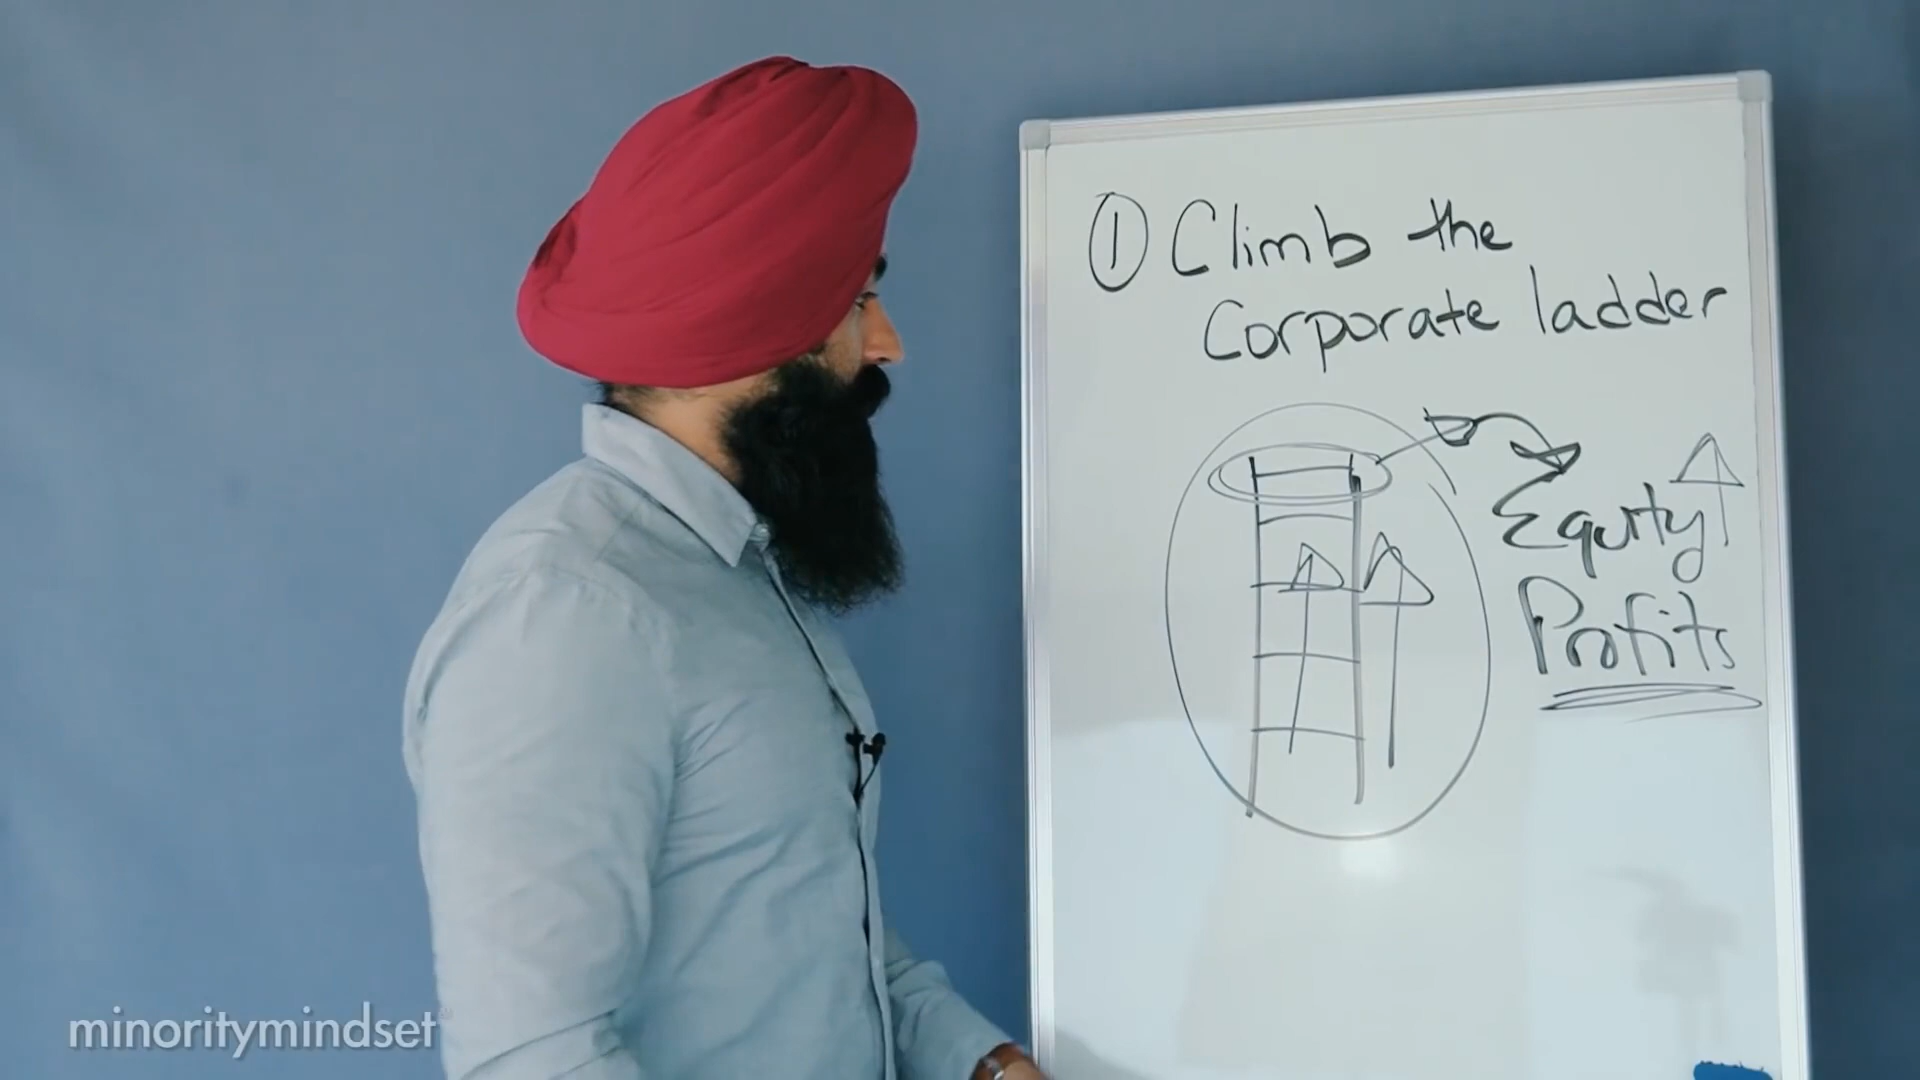 ① Climb the
Corporate ladder
Equity
Profits
minoritymindset